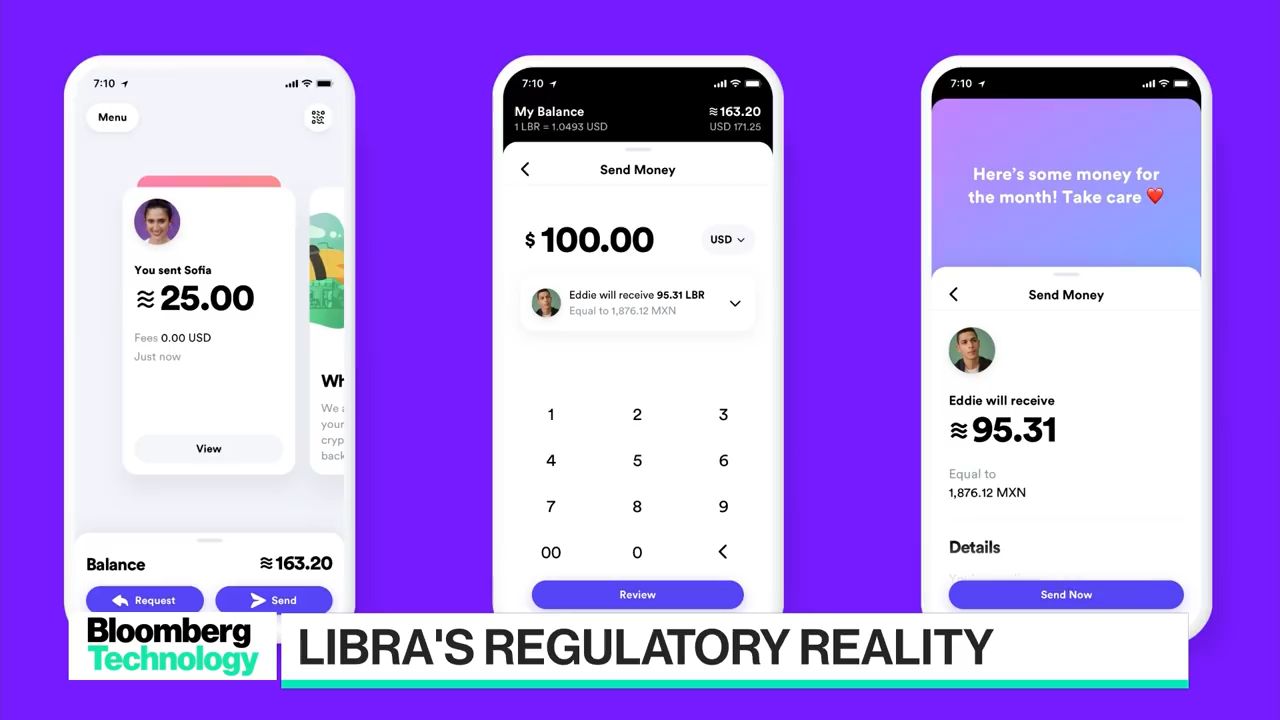 7:10
Menu
You sent Sofia
≋25.00
Fees 0.00 USD
Just now
View
Wh
We a
your
cryp
back
Balance
≋163.20
Request
Send
7:10
My Balance
≋163.20
1 LBR = 1.0493 USD
USD 171.25
Send Money
$ 100.00
USD
Eddie will receive 95.31 LBR
Equal to 1,876.12 MXN
1 2 3
4 5 6
7 8 9
00 0
Review
7:10
Here's some money for
the month! Take care ❤️
Send Money
Eddie will receive
≋95.31
Equal to
1,876.12 MXN
Details
Send Now
Bloomberg
Technology
LIBRA'S REGULATORY REALITY